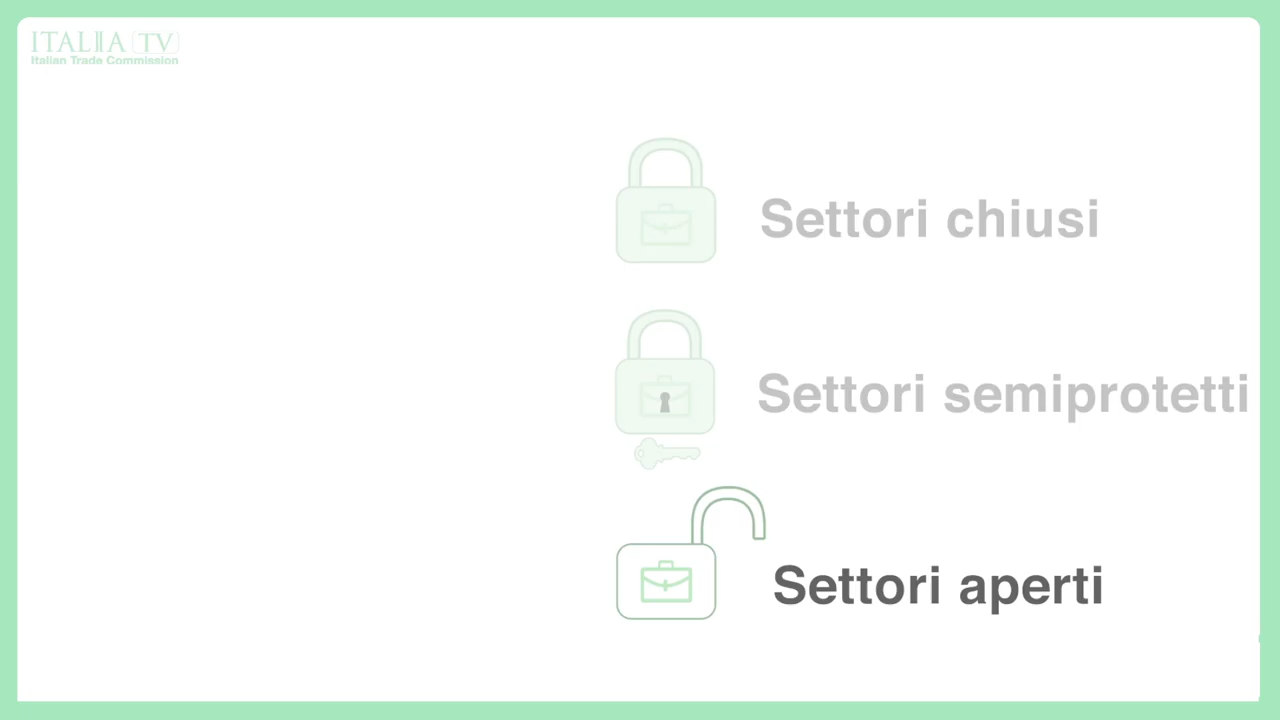 ITALIA TV
Italian Trade Commission
Settori chiusi
Settori semiprotetti
Settori aperti